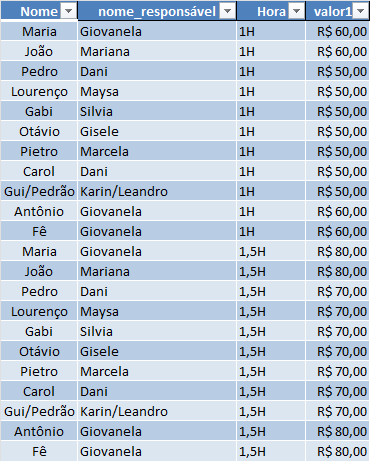 Nome nome_responsável Hora valor1
Maria Giovanela 1H R$ 60,00
João Mariana 1H R$ 60,00
Pedro Dani 1H R$ 50,00
Lourenço Maysa 1H R$ 50,00
Gabi Silvia 1H R$ 50,00
Otávio Gisele 1H R$ 50,00
Pietro Marcela 1H R$ 50,00
Carol Dani 1H R$ 50,00
Gui/Pedrão Karin/Leandro 1H R$ 50,00
Antônio Giovanela 1H R$ 60,00
Fê Giovanela 1H R$ 60,00
Maria Giovanela 1,5H R$ 80,00
João Mariana 1,5H R$ 80,00
Pedro Dani 1,5H R$ 70,00
Lourenço Maysa 1,5H R$ 70,00
Gabi Silvia 1,5H R$ 70,00
Otávio Gisele 1,5H R$ 70,00
Pietro Marcela 1,5H R$ 70,00
Carol Dani 1,5H R$ 70,00
Gui/Pedrão Karin/Leandro 1,5H R$ 70,00
Antônio Giovanela 1,5H R$ 80,00
Fê Giovanela 1,5H R$ 80,00